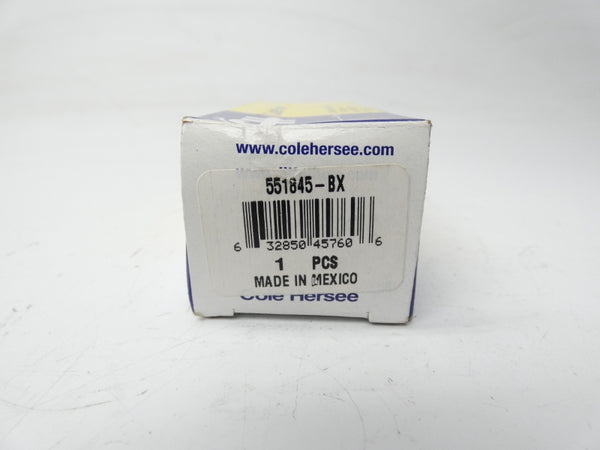 www.colehersee.com
551845-BX
6 32850 45760 6
1 PCS
MADE IN MEXICO
Cole Hersee